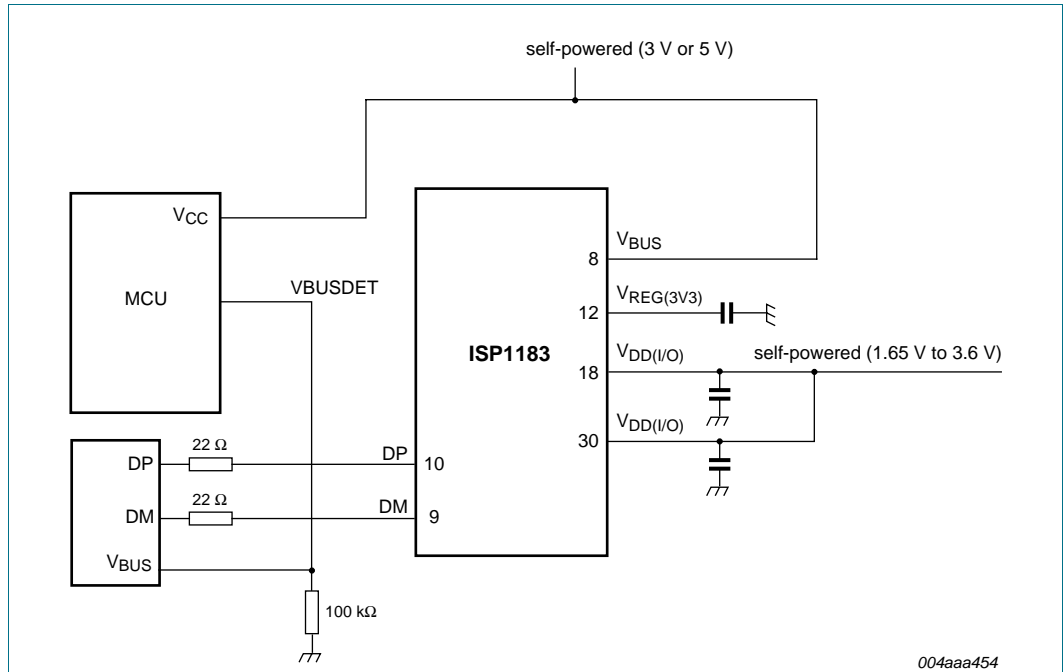 self-powered (3 V or 5 V)
VCC
MCU
VBUSDET
ISP1183
VBUS
8
VREG(3V3)
12
VDD(I/O)
self-powered (1.65 V to 3.6 V)
18
VDD(I/O)
30
DP
22 Ω
DP
10
DM
22 Ω
DM
9
VBUS
100 kΩ
004aaa454